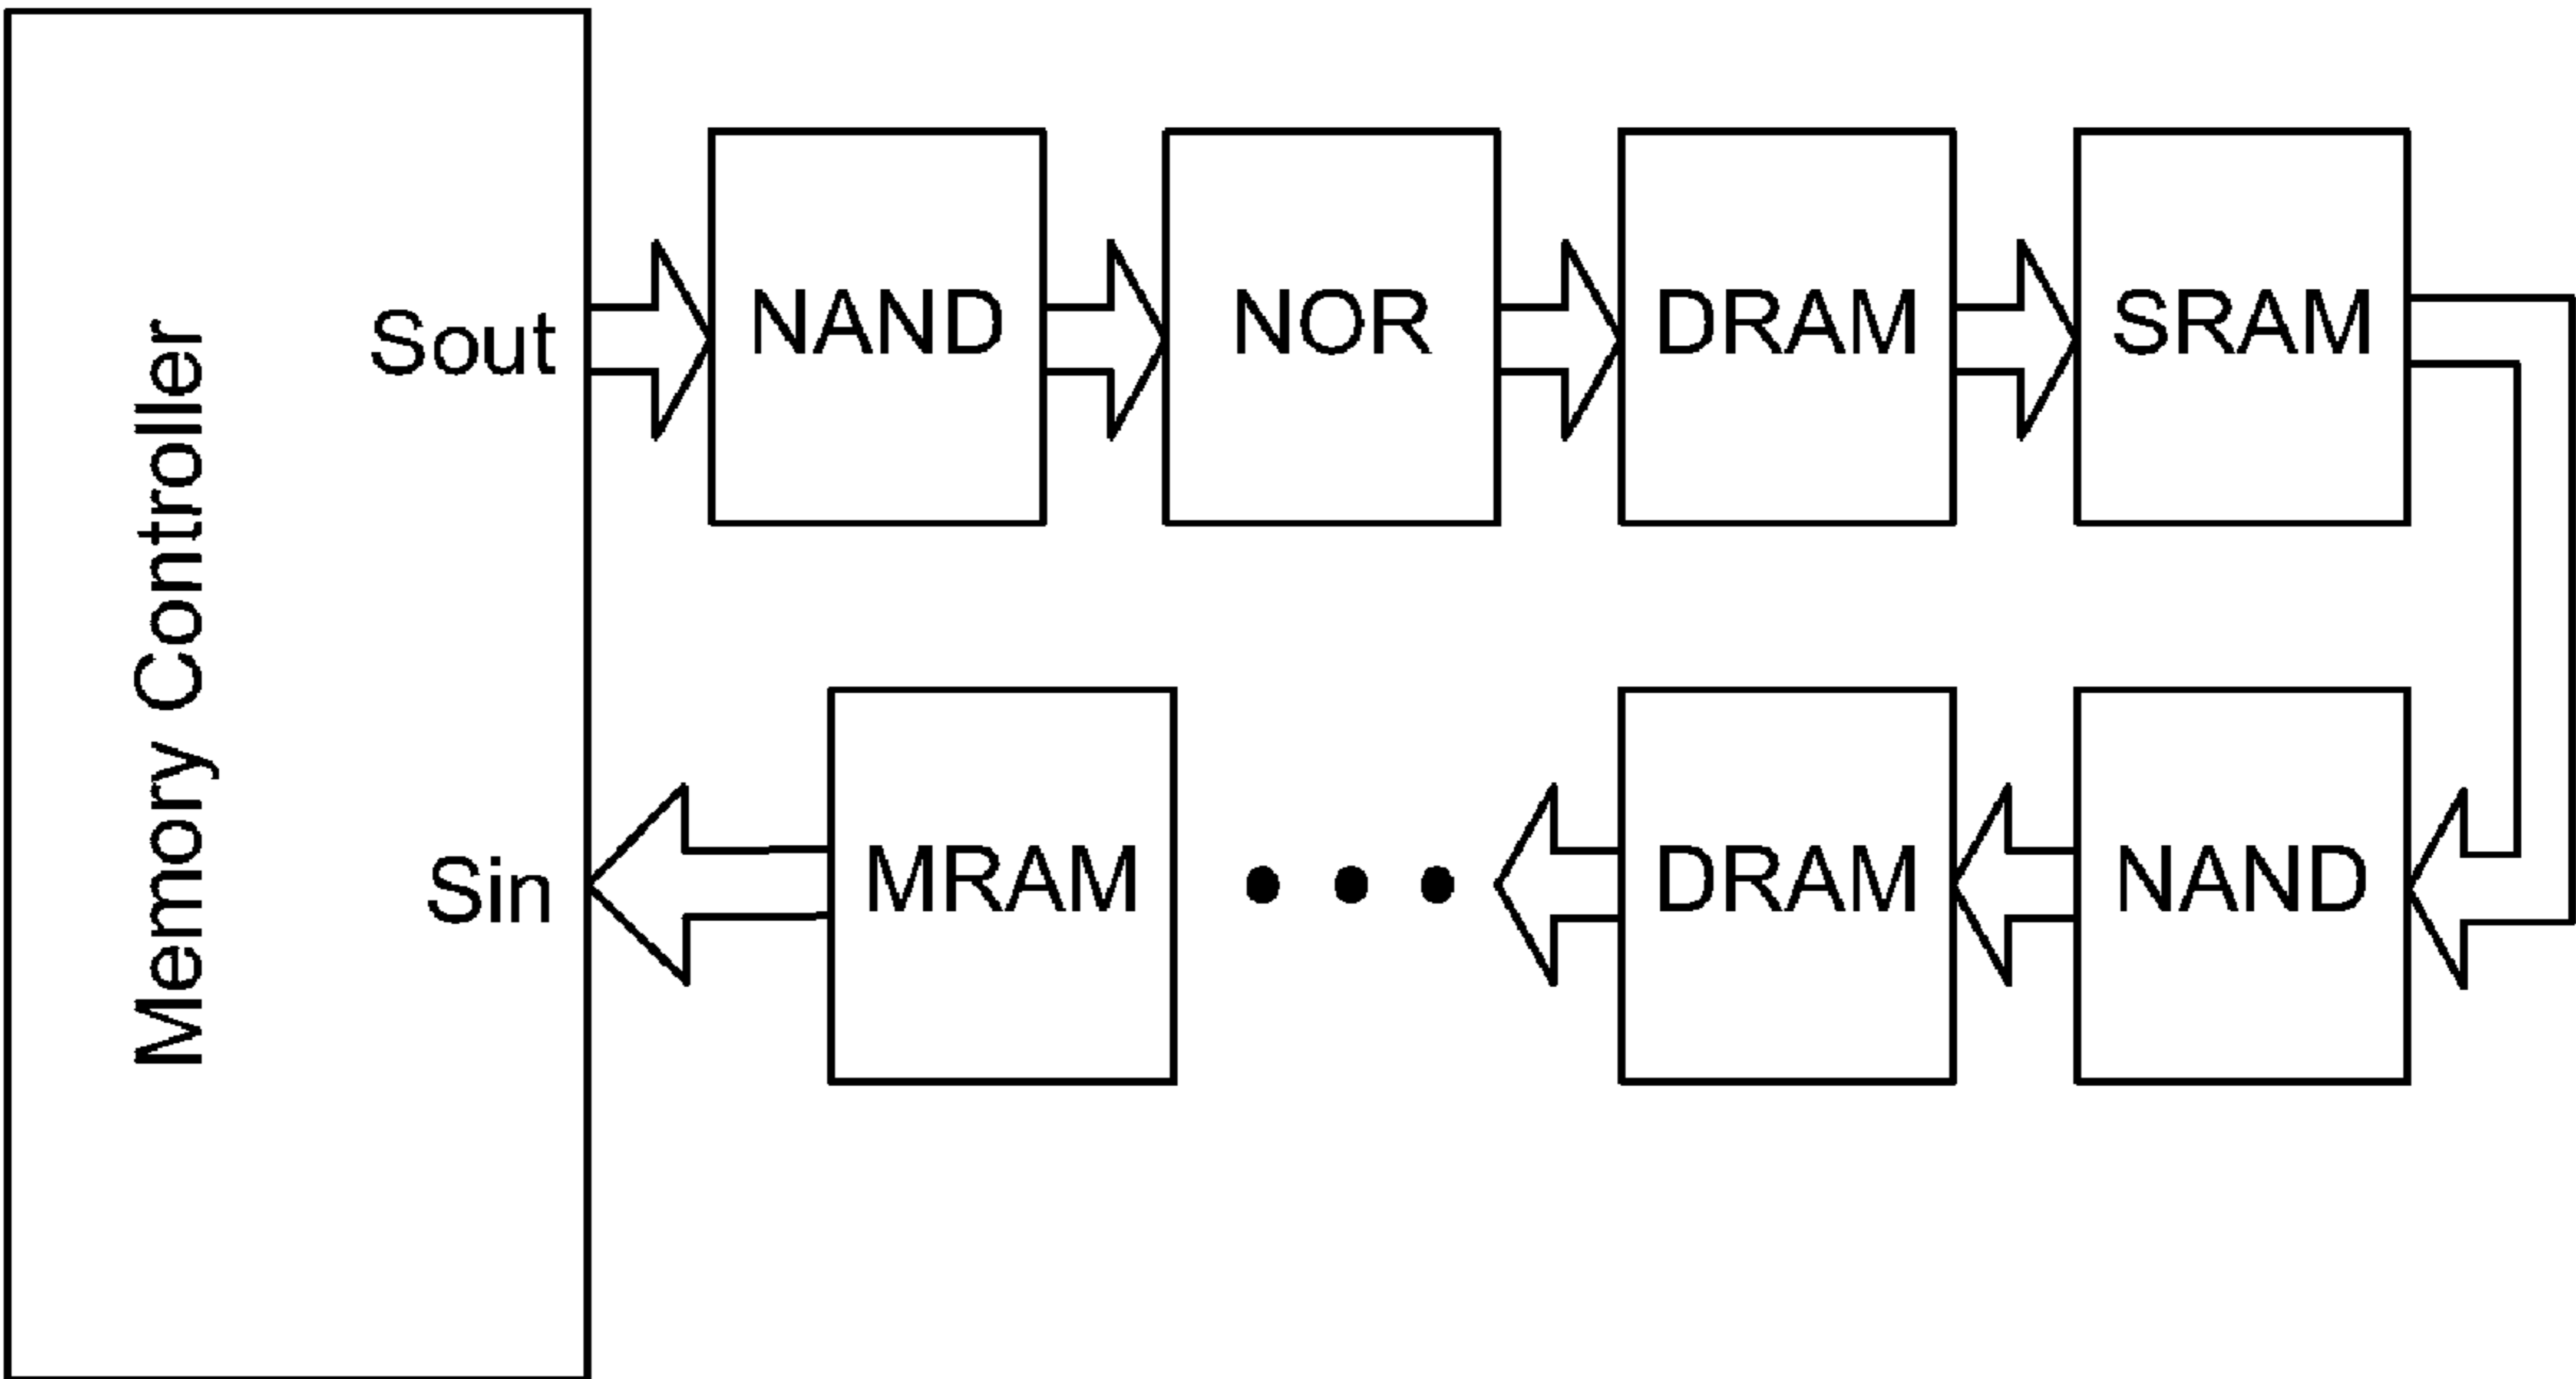 Memory Controller
Sout
NAND
NOR
DRAM
SRAM
Sin
MRAM
DRAM
NAND